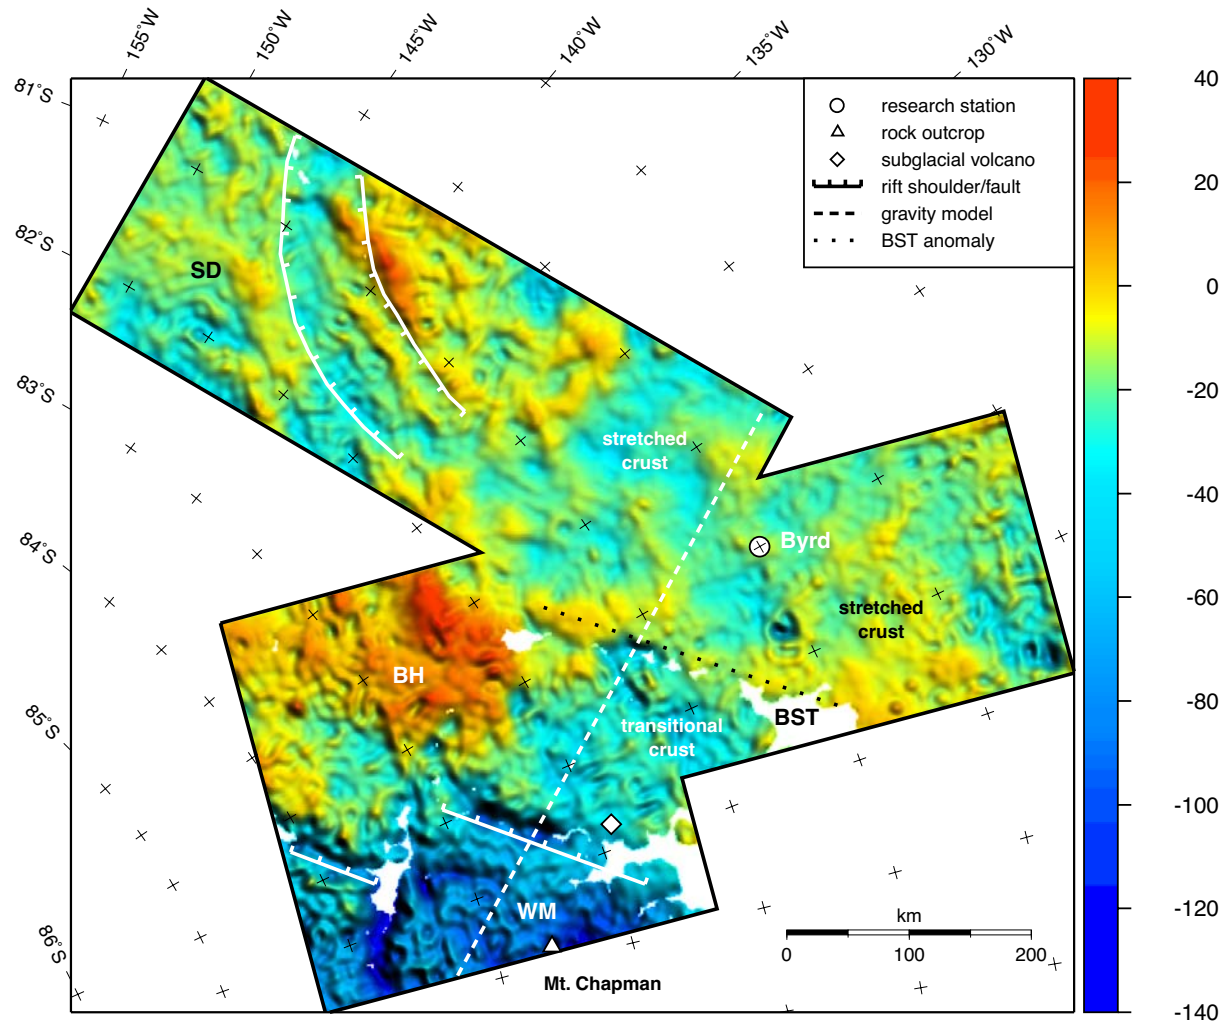 155°W
150°W
145°W
140°W
135°W
130°W
81°S
82°S
83°S
84°S
85°S
86°S
research station
rock outcrop
subglacial volcano
rift shoulder/fault
gravity model
BST anomaly
SD
stretched
crust
Byrd
stretched
crust
BH
BST
transitional
crust
WM
Mt. Chapman
km
0
100
200
40
20
0
-20
-40
-60
-80
-100
-120
-140